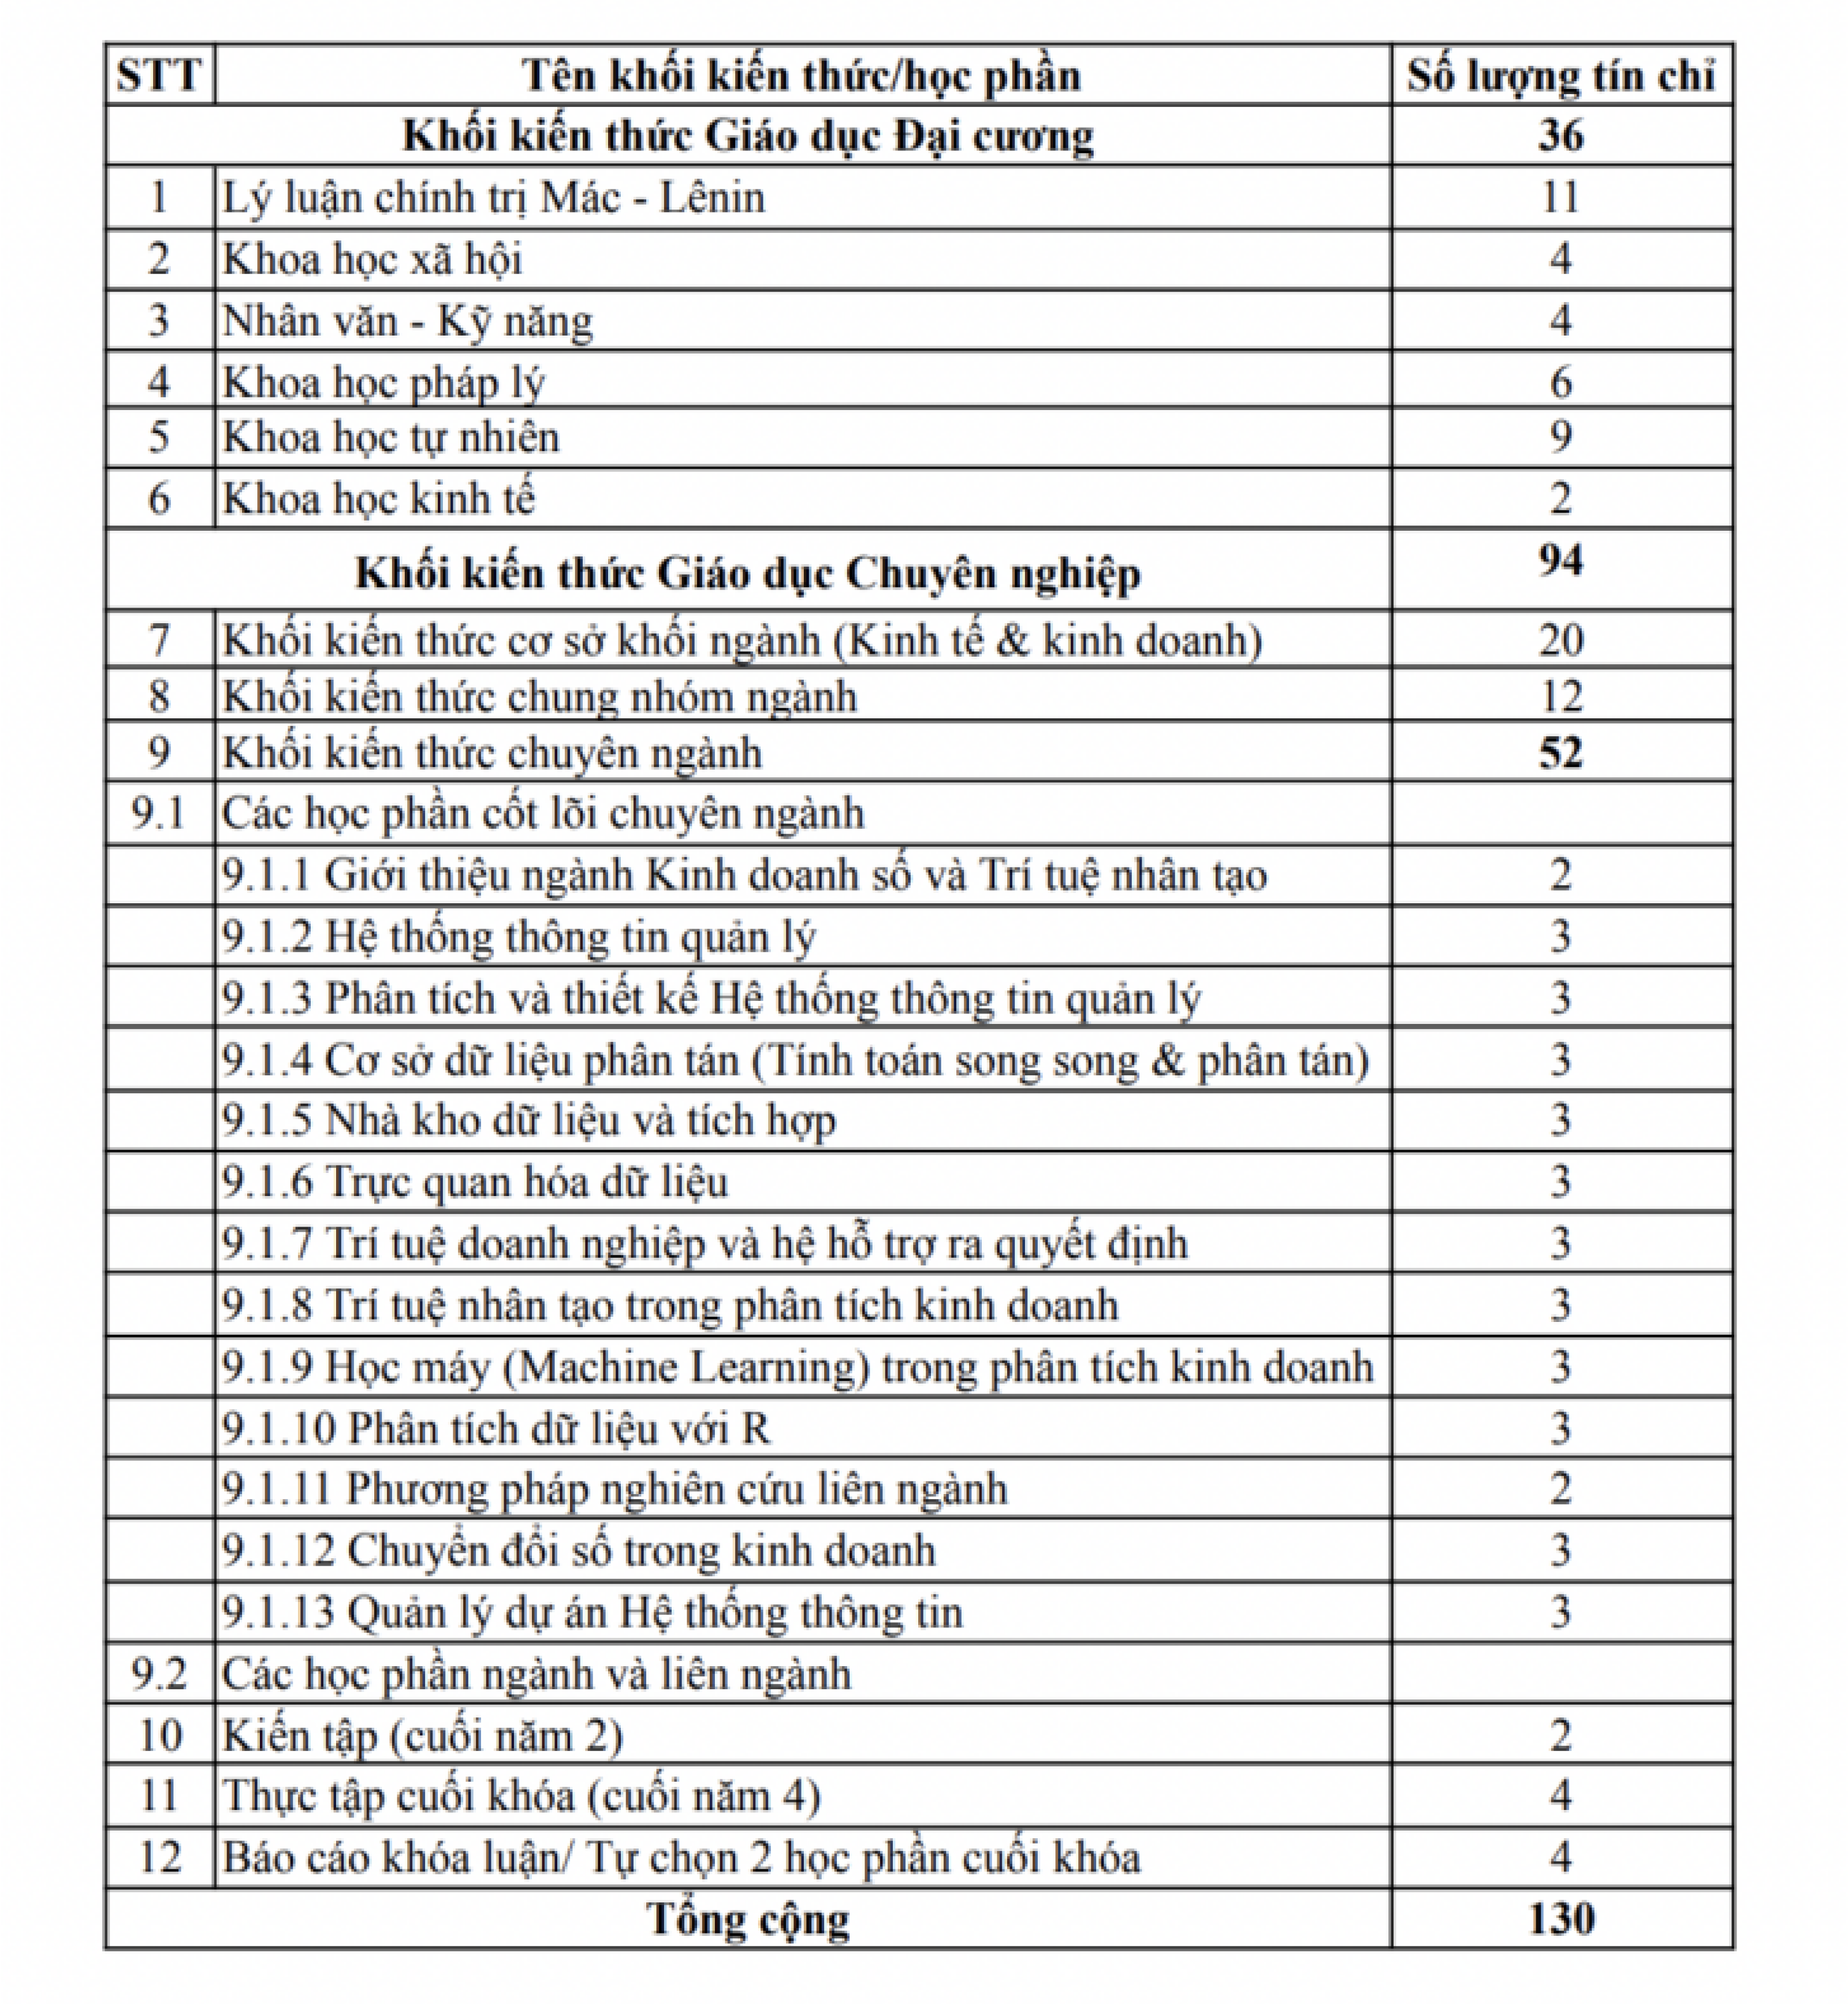 STT Tên khối kiến thức/học phần Số lượng tín chỉ
Khối kiến thức Giáo dục Đại cương 36
1 Lý luận chính trị Mác - Lênin 11
2 Khoa học xã hội 4
3 Nhân văn - Kỹ năng 4
4 Khoa học pháp lý 6
5 Khoa học tự nhiên 9
6 Khoa học kinh tế 2
Khối kiến thức Giáo dục Chuyên nghiệp 94
7 Khối kiến thức cơ sở khối ngành (Kinh tế & kinh doanh) 20
8 Khối kiến thức chung nhóm ngành 12
9 Khối kiến thức chuyên ngành 52
9.1 Các học phần cốt lõi chuyên ngành
9.1.1 Giới thiệu ngành Kinh doanh số và Trí tuệ nhân tạo 2
9.1.2 Hệ thống thông tin quản lý 3
9.1.3 Phân tích và thiết kế Hệ thống thông tin quản lý 3
9.1.4 Cơ sở dữ liệu phân tán (Tính toán song song & phân tán) 3
9.1.5 Nhà kho dữ liệu và tích hợp 3
9.1.6 Trực quan hóa dữ liệu 3
9.1.7 Trí tuệ doanh nghiệp và hệ hỗ trợ ra quyết định 3
9.1.8 Trí tuệ nhân tạo trong phân tích kinh doanh 3
9.1.9 Học máy (Machine Learning) trong phân tích kinh doanh 3
9.1.10 Phân tích dữ liệu với R 3
9.1.11 Phương pháp nghiên cứu liên ngành 2
9.1.12 Chuyển đổi số trong kinh doanh 3
9.1.13 Quản lý dự án Hệ thống thông tin 3
9.2 Các học phần ngành và liên ngành
10 Kiến tập (cuối năm 2) 2
11 Thực tập cuối khóa (cuối năm 4) 4
12 Báo cáo khóa luận/ Tự chọn 2 học phần cuối khóa 4
Tổng cộng 130